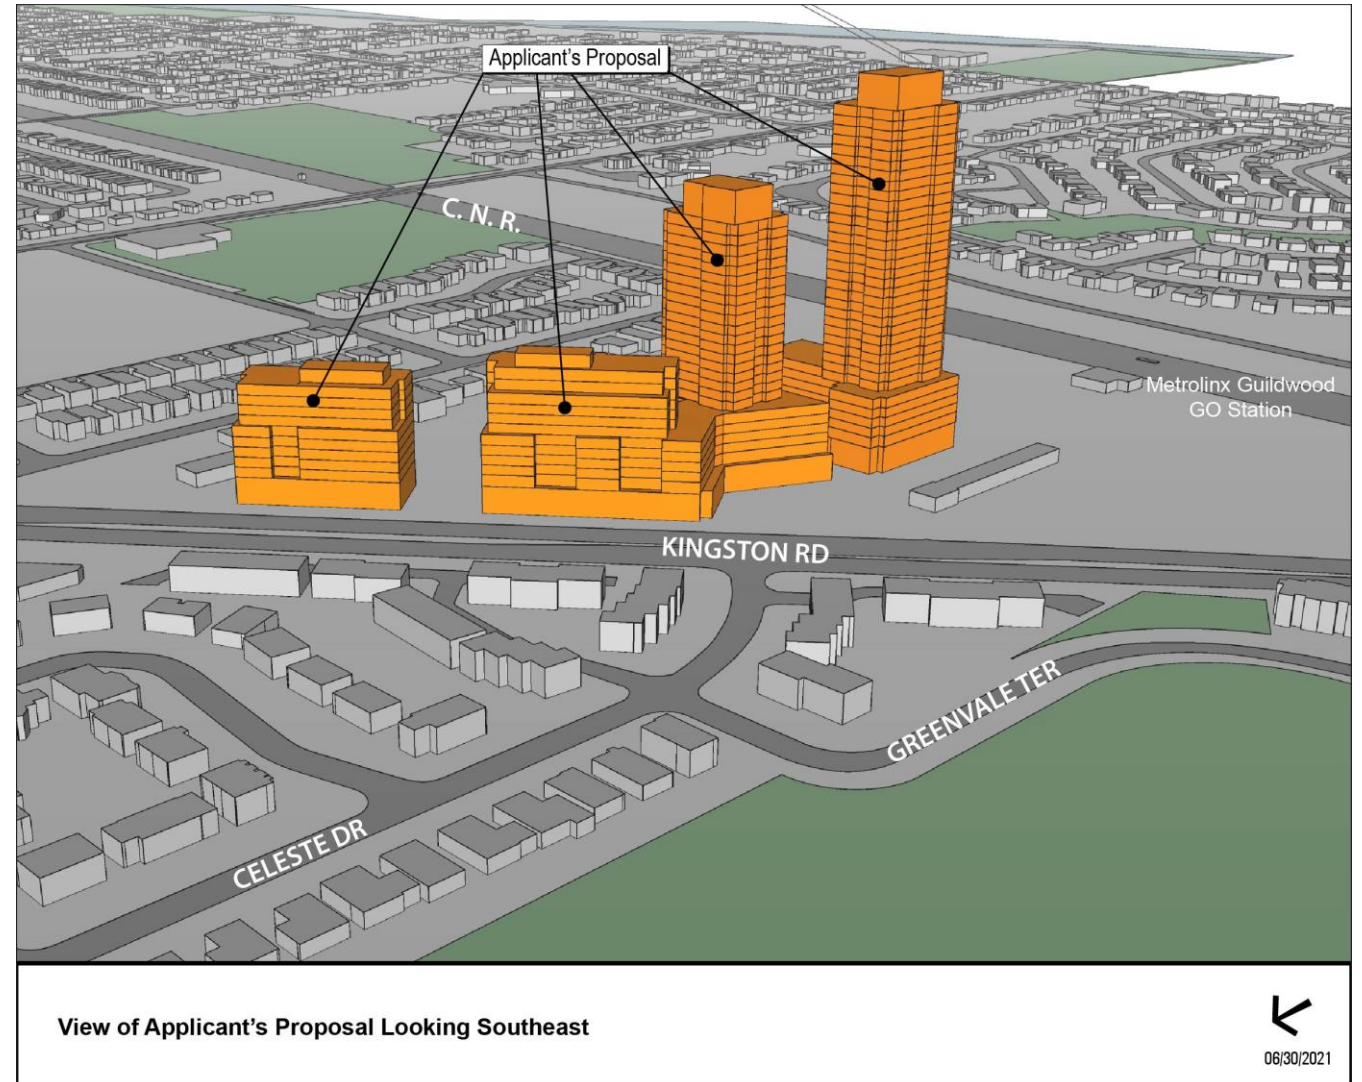 Applicant's Proposal
C. N. R.
Metrolinx Guildwood
GO Station
KINGSTON RD
GREENVALE TER
CELESTE DR
View of Applicant's Proposal Looking Southeast
06/30/2021